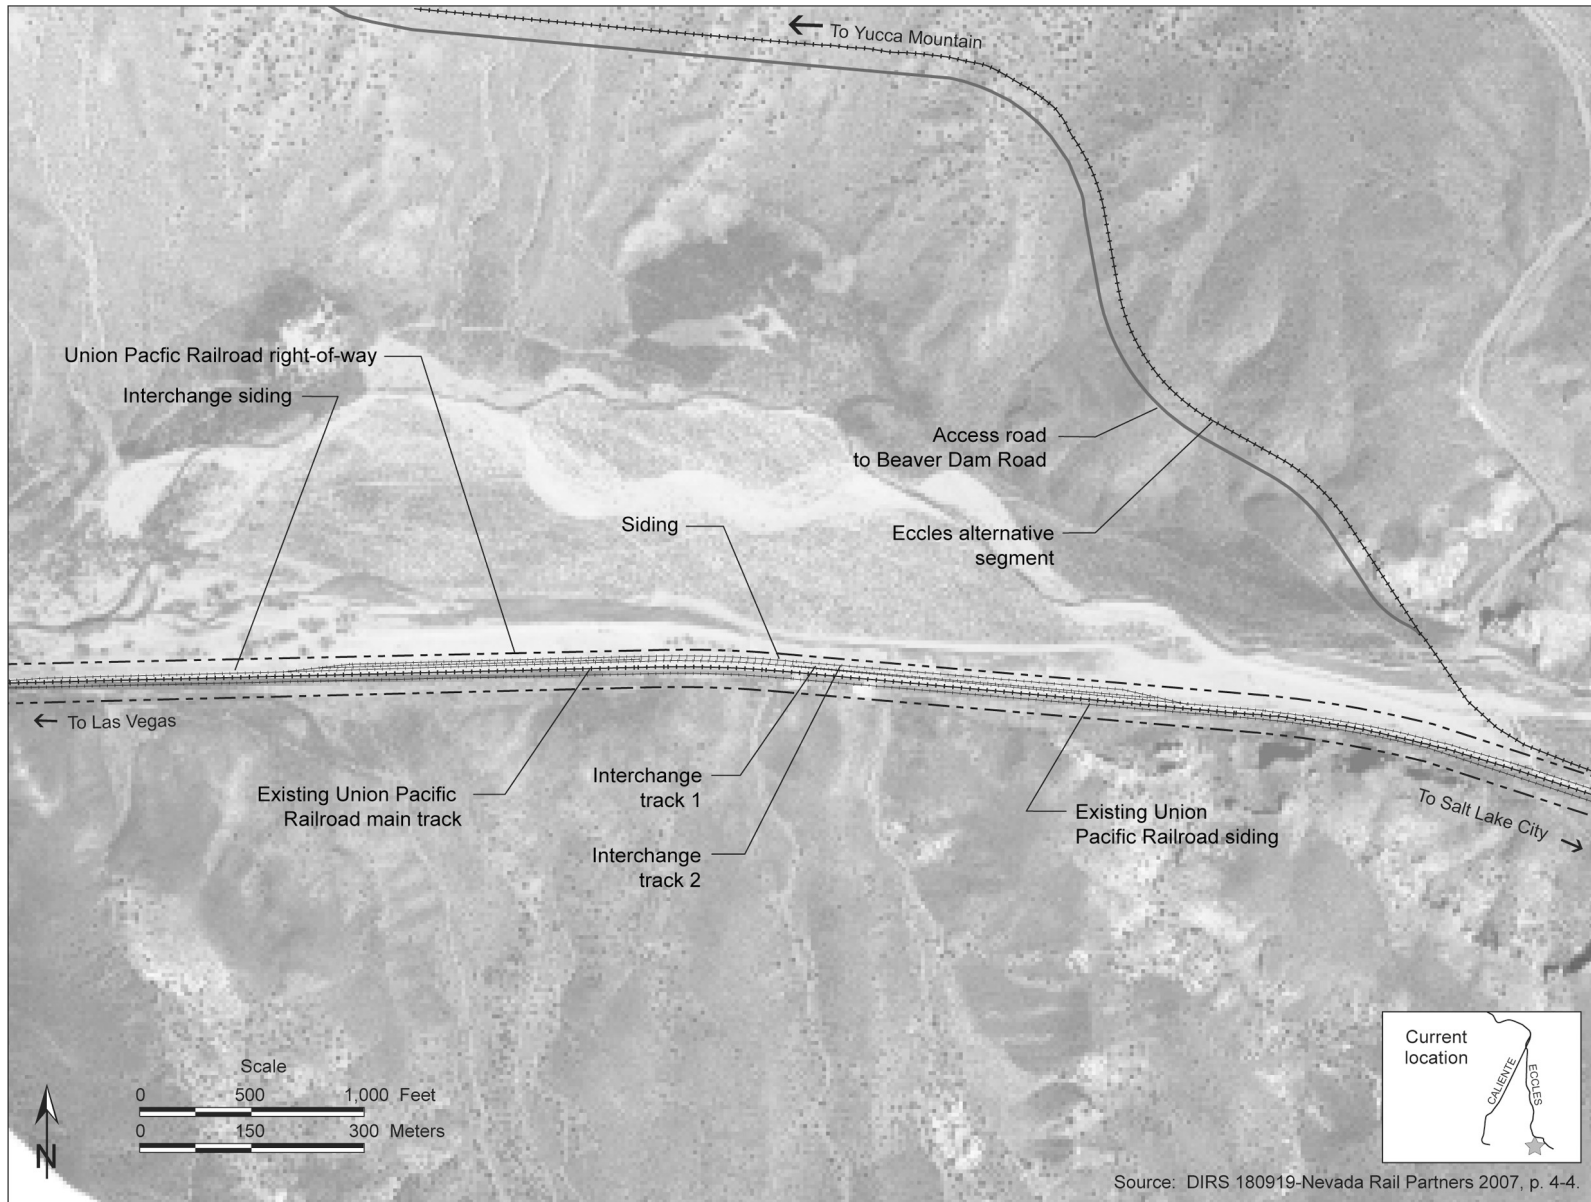 To Yucca Mountain
Union Pacfic Railroad right-of-way
Interchange siding
Access road
to Beaver Dam Road
Siding
Eccles alternative
segment
To Las Vegas
Interchange
track 1
Existing Union Pacific
Railroad main track
Existing Union
Pacific Railroad siding
To Salt Lake City
Interchange
track 2
Current
location
CALIENTE
ECCLES
Scale
0 500 1,000 Feet
0 150 300 Meters
N
Source: DIRS 180919-Nevada Rail Partners 2007, p. 4-4.